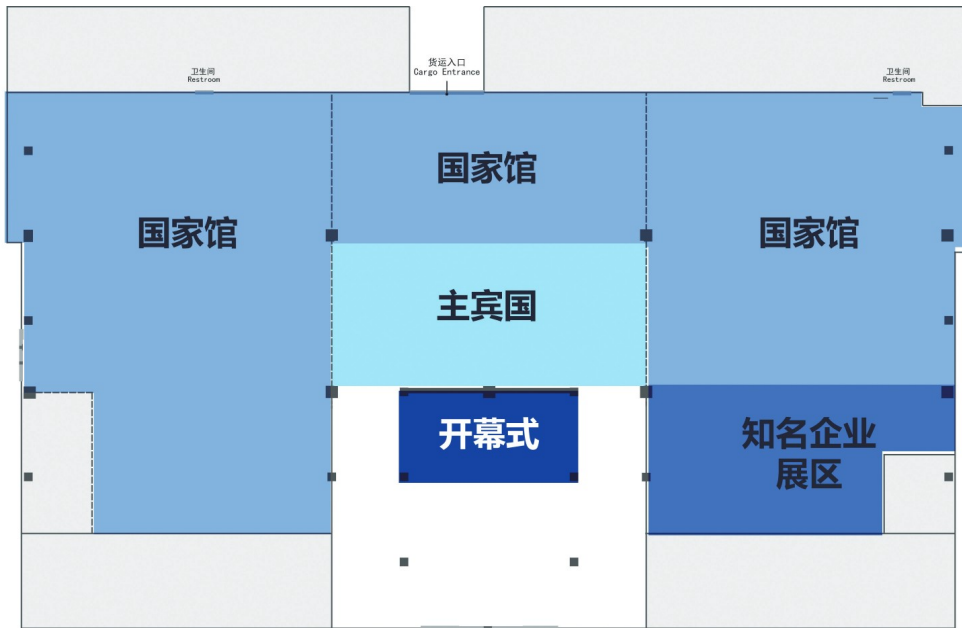 货运入口
Cargo Entrance
卫生间
Restroom
卫生间
Restroom
国家馆
国家馆
国家馆
主宾国
开幕式
知名企业
展区